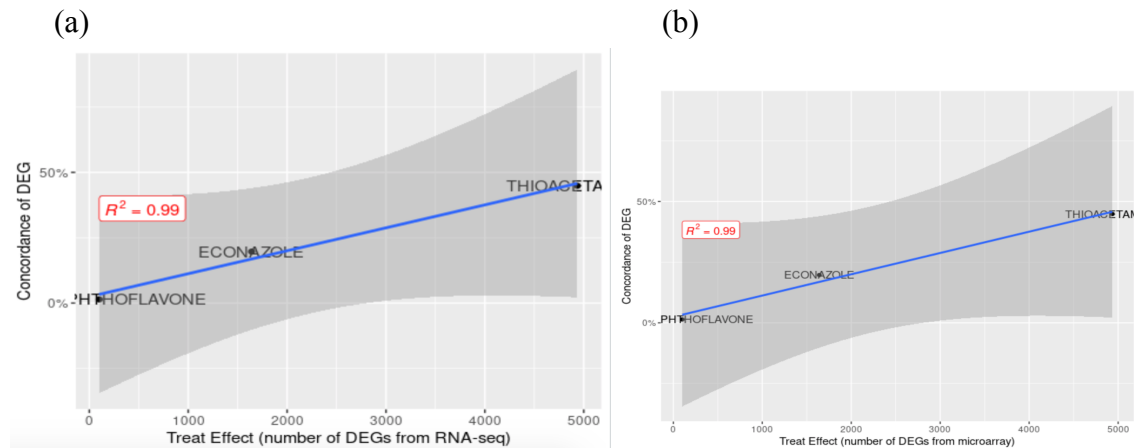 (a)
50%
0%
Concordance of DEG
R² = 0.99
THIOACETA
ECONAZOLE
PHTHOFLAVONE
0 1000 2000 3000 4000 5000
Treat Effect (number of DEGs from RNA-seq)
(b)
50%
0%
Concordance of DEG
R² = 0.99
THIOACETAM
ECONAZOLE
PHTHOFLAVONE
0 1000 2000 3000 4000 5000
Treat Effect (number of DEGs from microarray)